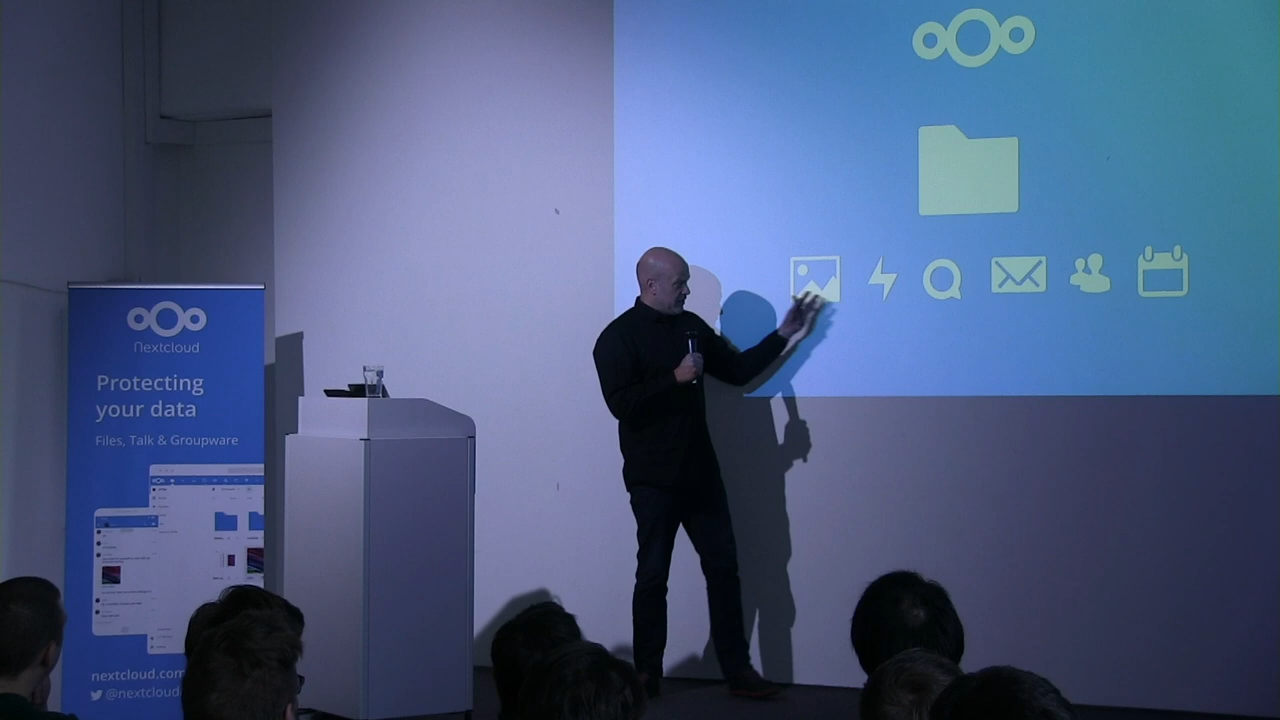 Nextcloud
Protecting
your data
Files, Talk & Groupware
nextcloud.com
@nextcloud